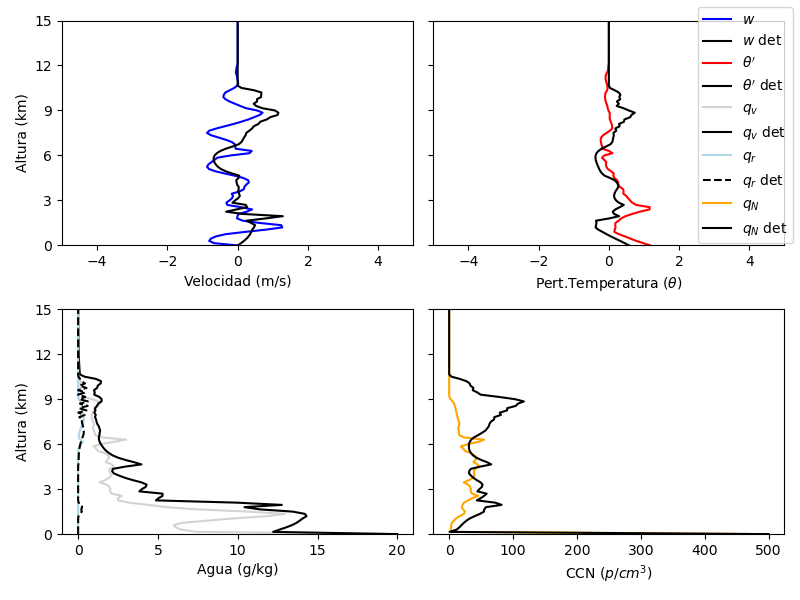 15
12
9
6
3
0
Altura (km)
−4
−2
0
2
4
Velocidad (m/s)
−4
−2
0
2
4
Pert.Temperatura (θ)
w
w det
θ′
θ′ det
q_v
q_v det
q_r
q_r det
q_N
q_N det
15
12
9
6
3
0
Altura (km)
0
5
10
15
20
Agua (g/kg)
0
100
200
300
400
500
CCN (p/cm³)